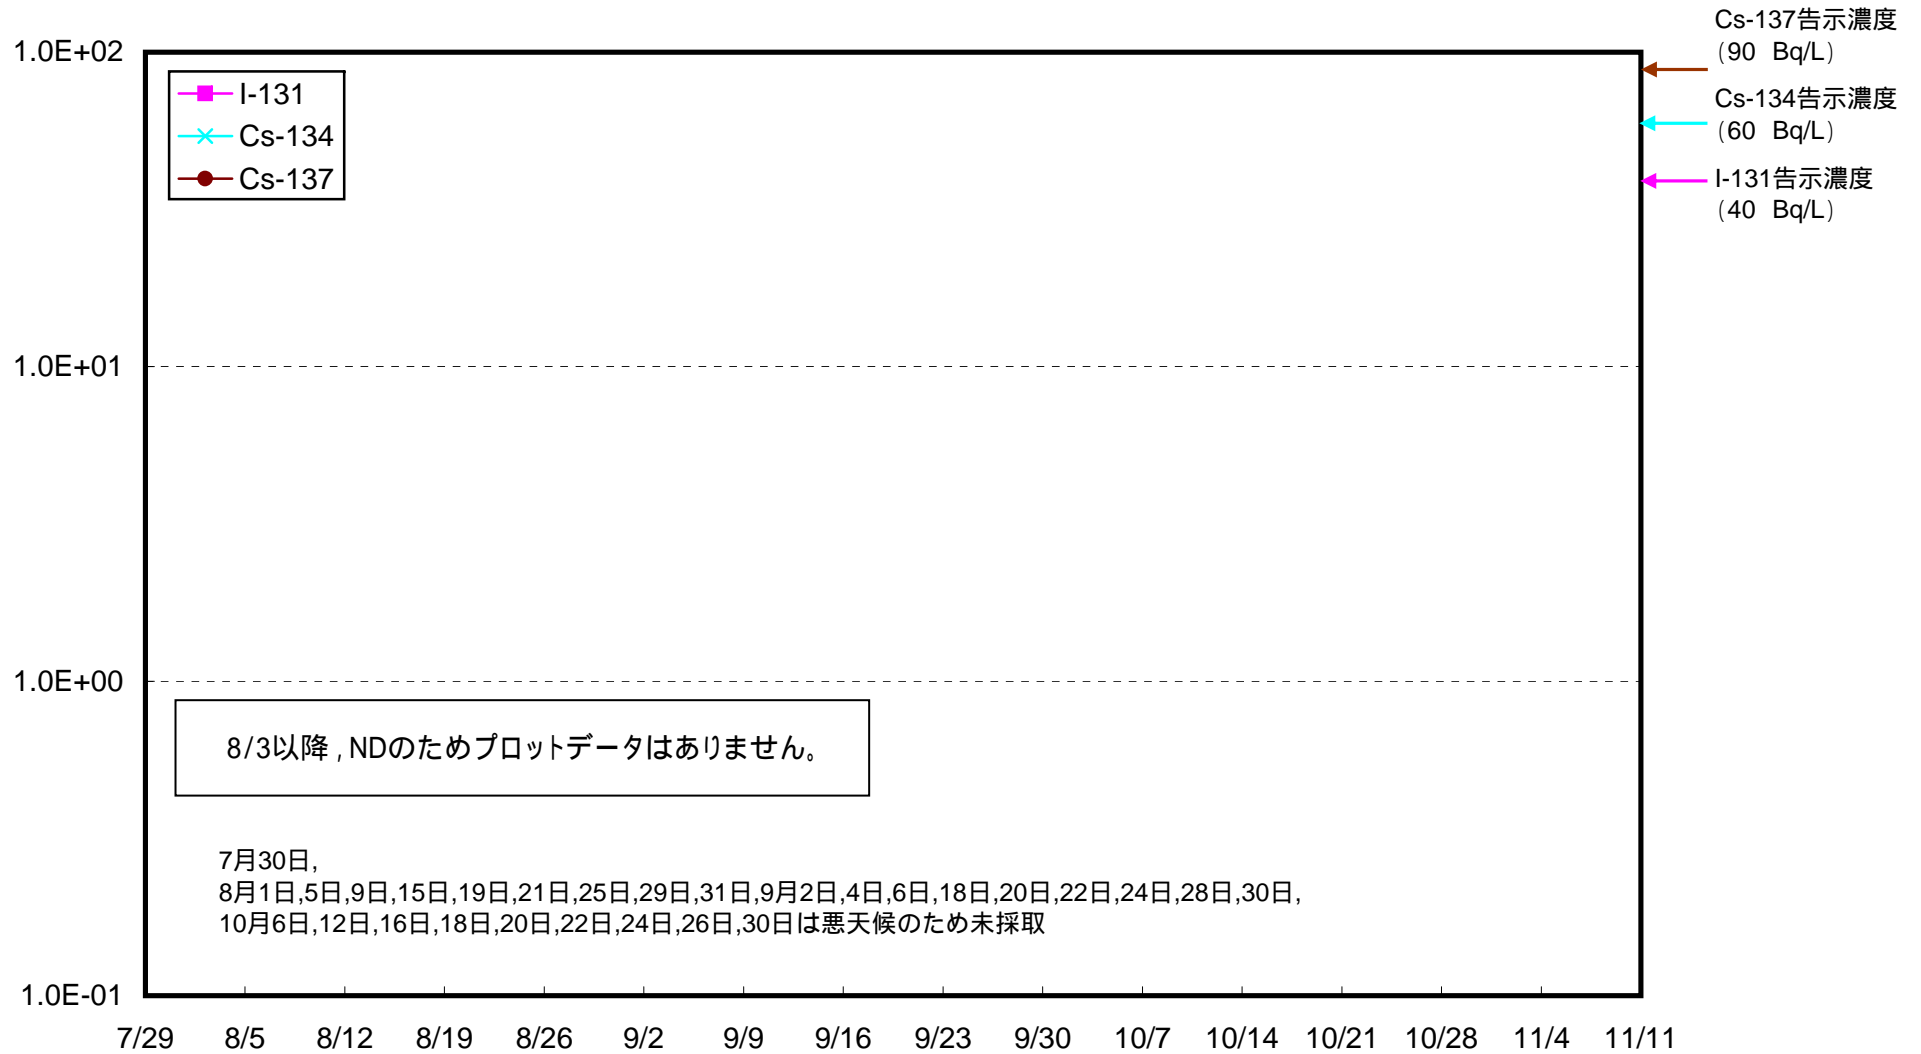 Cs-137告示濃度
(90 Bq/L)
Cs-134告示濃度
(60 Bq/L)
I-131告示濃度
(40 Bq/L)
1.0E+02
1.0E+01
1.0E+00
1.0E-01
I-131
Cs-134
Cs-137
8/3以降,NDのためプロットデータはありません。
7月30日,
8月1日,5日,9日,15日,19日,21日,25日,29日,31日,9月2日,4日,6日,18日,20日,22日,24日,28日,30日,
10月6日,12日,16日,18日,20日,22日,24日,26日,30日は悪天候のため未採取
7/29 8/5 8/12 8/19 8/26 9/2 9/9 9/16 9/23 9/30 10/7 10/14 10/21 10/28 11/4 11/11